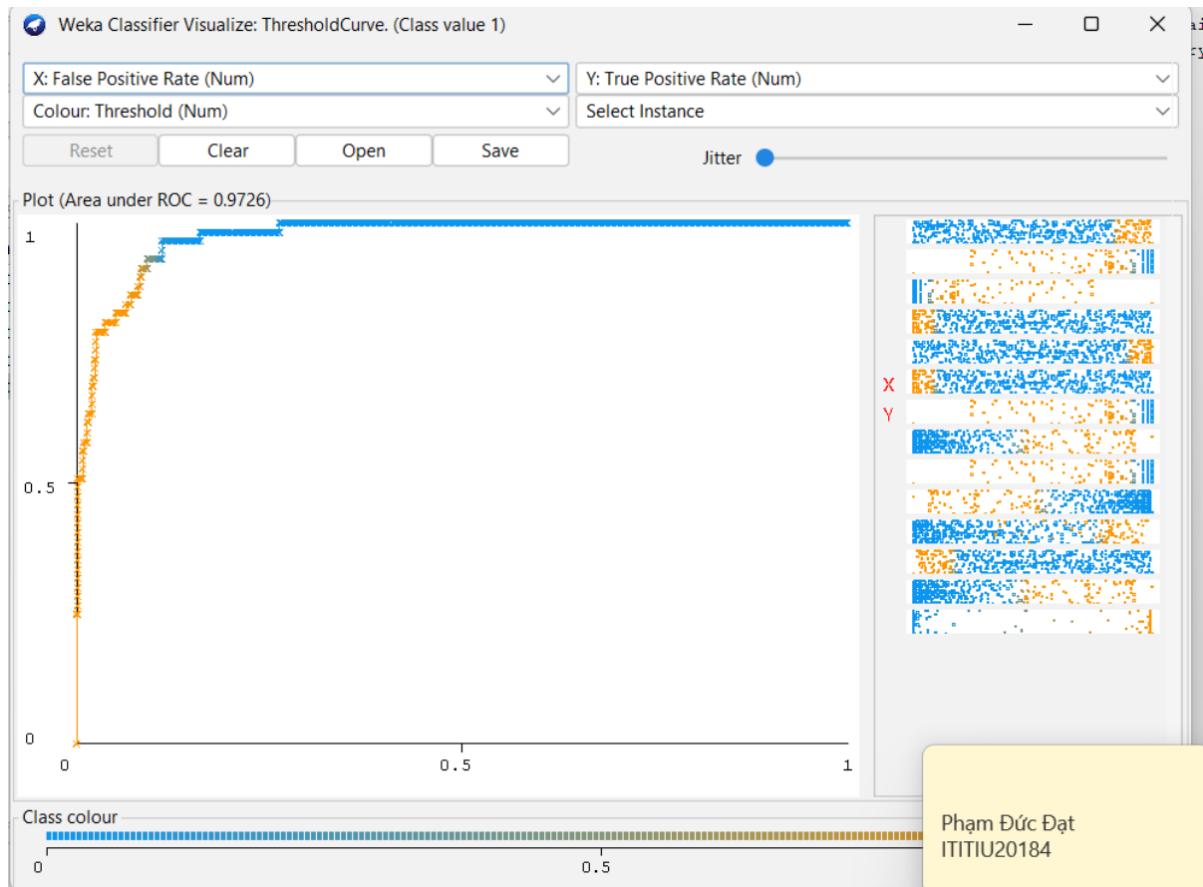 Weka Classifier Visualize: ThresholdCurve. (Class value 1)
X: False Positive Rate (Num)
Y: True Positive Rate (Num)
Colour: Threshold (Num)
Select Instance
Reset
Clear
Open
Save
Jitter
Plot (Area under ROC = 0.9726)
1
0.5
0
0
0.5
1
X
Y
Class colour
0
0.5
Phạm Đức Đạt
ITITIU20184